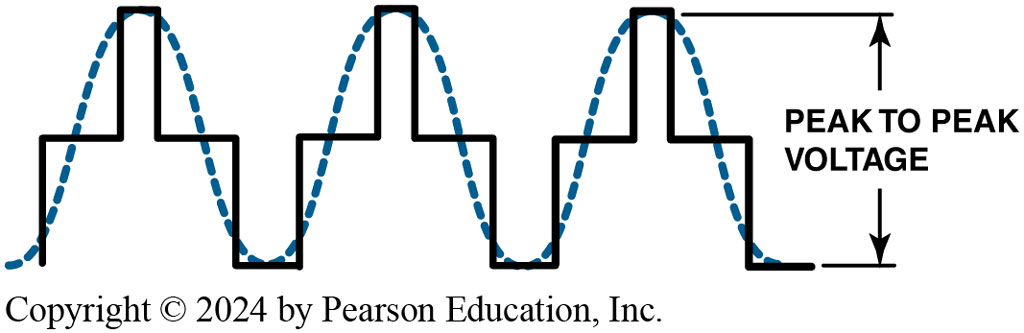 PEAK TO PEAK
VOLTAGE
Copyright © 2024 by Pearson Education, Inc.